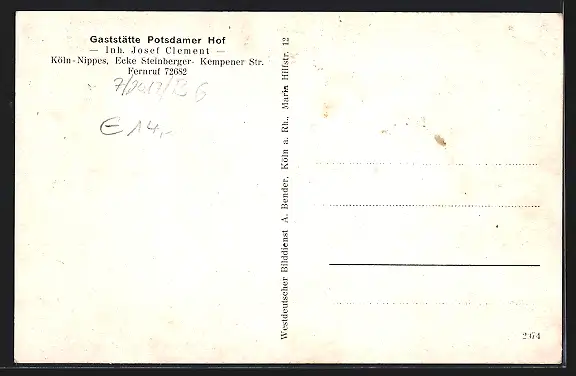 Gaststätte Potsdamer Hof
— Inh. Josef Clement —
Köln-Nippes, Ecke Steinberger- Kempener Str.
Fernruf 72682
€ 14,-
Westdeutscher Bilddienst A. Bender, Köln a. Rh., Maria Hilfstr. 12
264